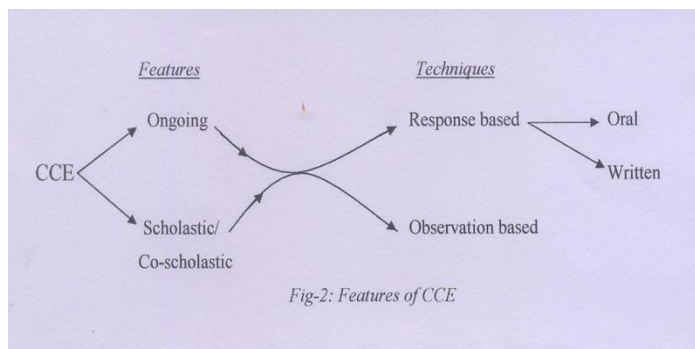 Features
Techniques
Ongoing
Response based
Oral
CCE
Written
Scholastic/
Co-scholastic
Observation based
Fig-2: Features of CCE